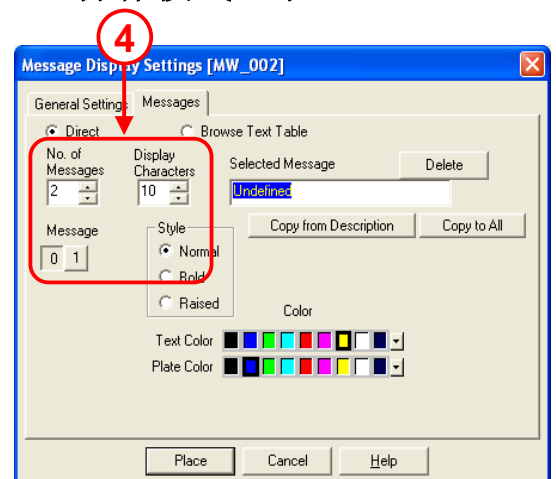 4
Message Display Settings [MW_002]
General Settings Messages
Direct Browse Text Table
No. of Messages Display Characters Selected Message Delete
2 10 Undefined
Message Style Copy from Description Copy to All
0 1 Normal
Bold
Raised Color
Text Color
Plate Color
Place Cancel Help